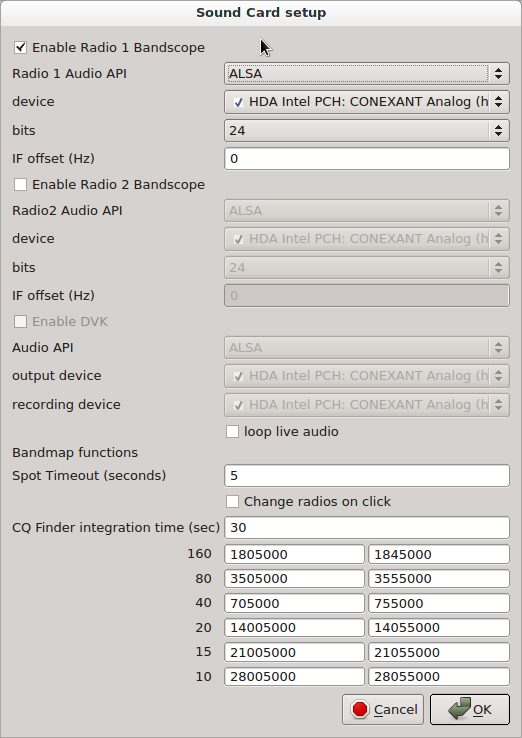 Sound Card setup
Enable Radio 1 Bandscope
Radio 1 Audio API ALSA
device HDA Intel PCH: CONEXANT Analog (h
bits 24
IF offset (Hz) 0
Enable Radio 2 Bandscope
Radio2 Audio API ALSA
device HDA Intel PCH: CONEXANT Analog (h
bits 24
IF offset (Hz) 0
Enable DVK
Audio API ALSA
output device HDA Intel PCH: CONEXANT Analog (h
recording device HDA Intel PCH: CONEXANT Analog (h
loop live audio
Bandmap functions
Spot Timeout (seconds) 5
Change radios on click
CQ Finder integration time (sec) 30
160 1805000 1845000
80 3505000 3555000
40 705000 755000
20 14005000 14055000
15 21005000 21055000
10 28005000 28055000
Cancel OK